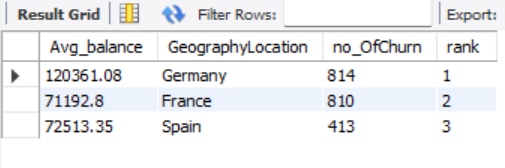 Result Grid Filter Rows: Export:
Avg_balance GeographyLocation no_OfChurn rank
120361.08 Germany 814 1
71192.8 France 810 2
72513.35 Spain 413 3